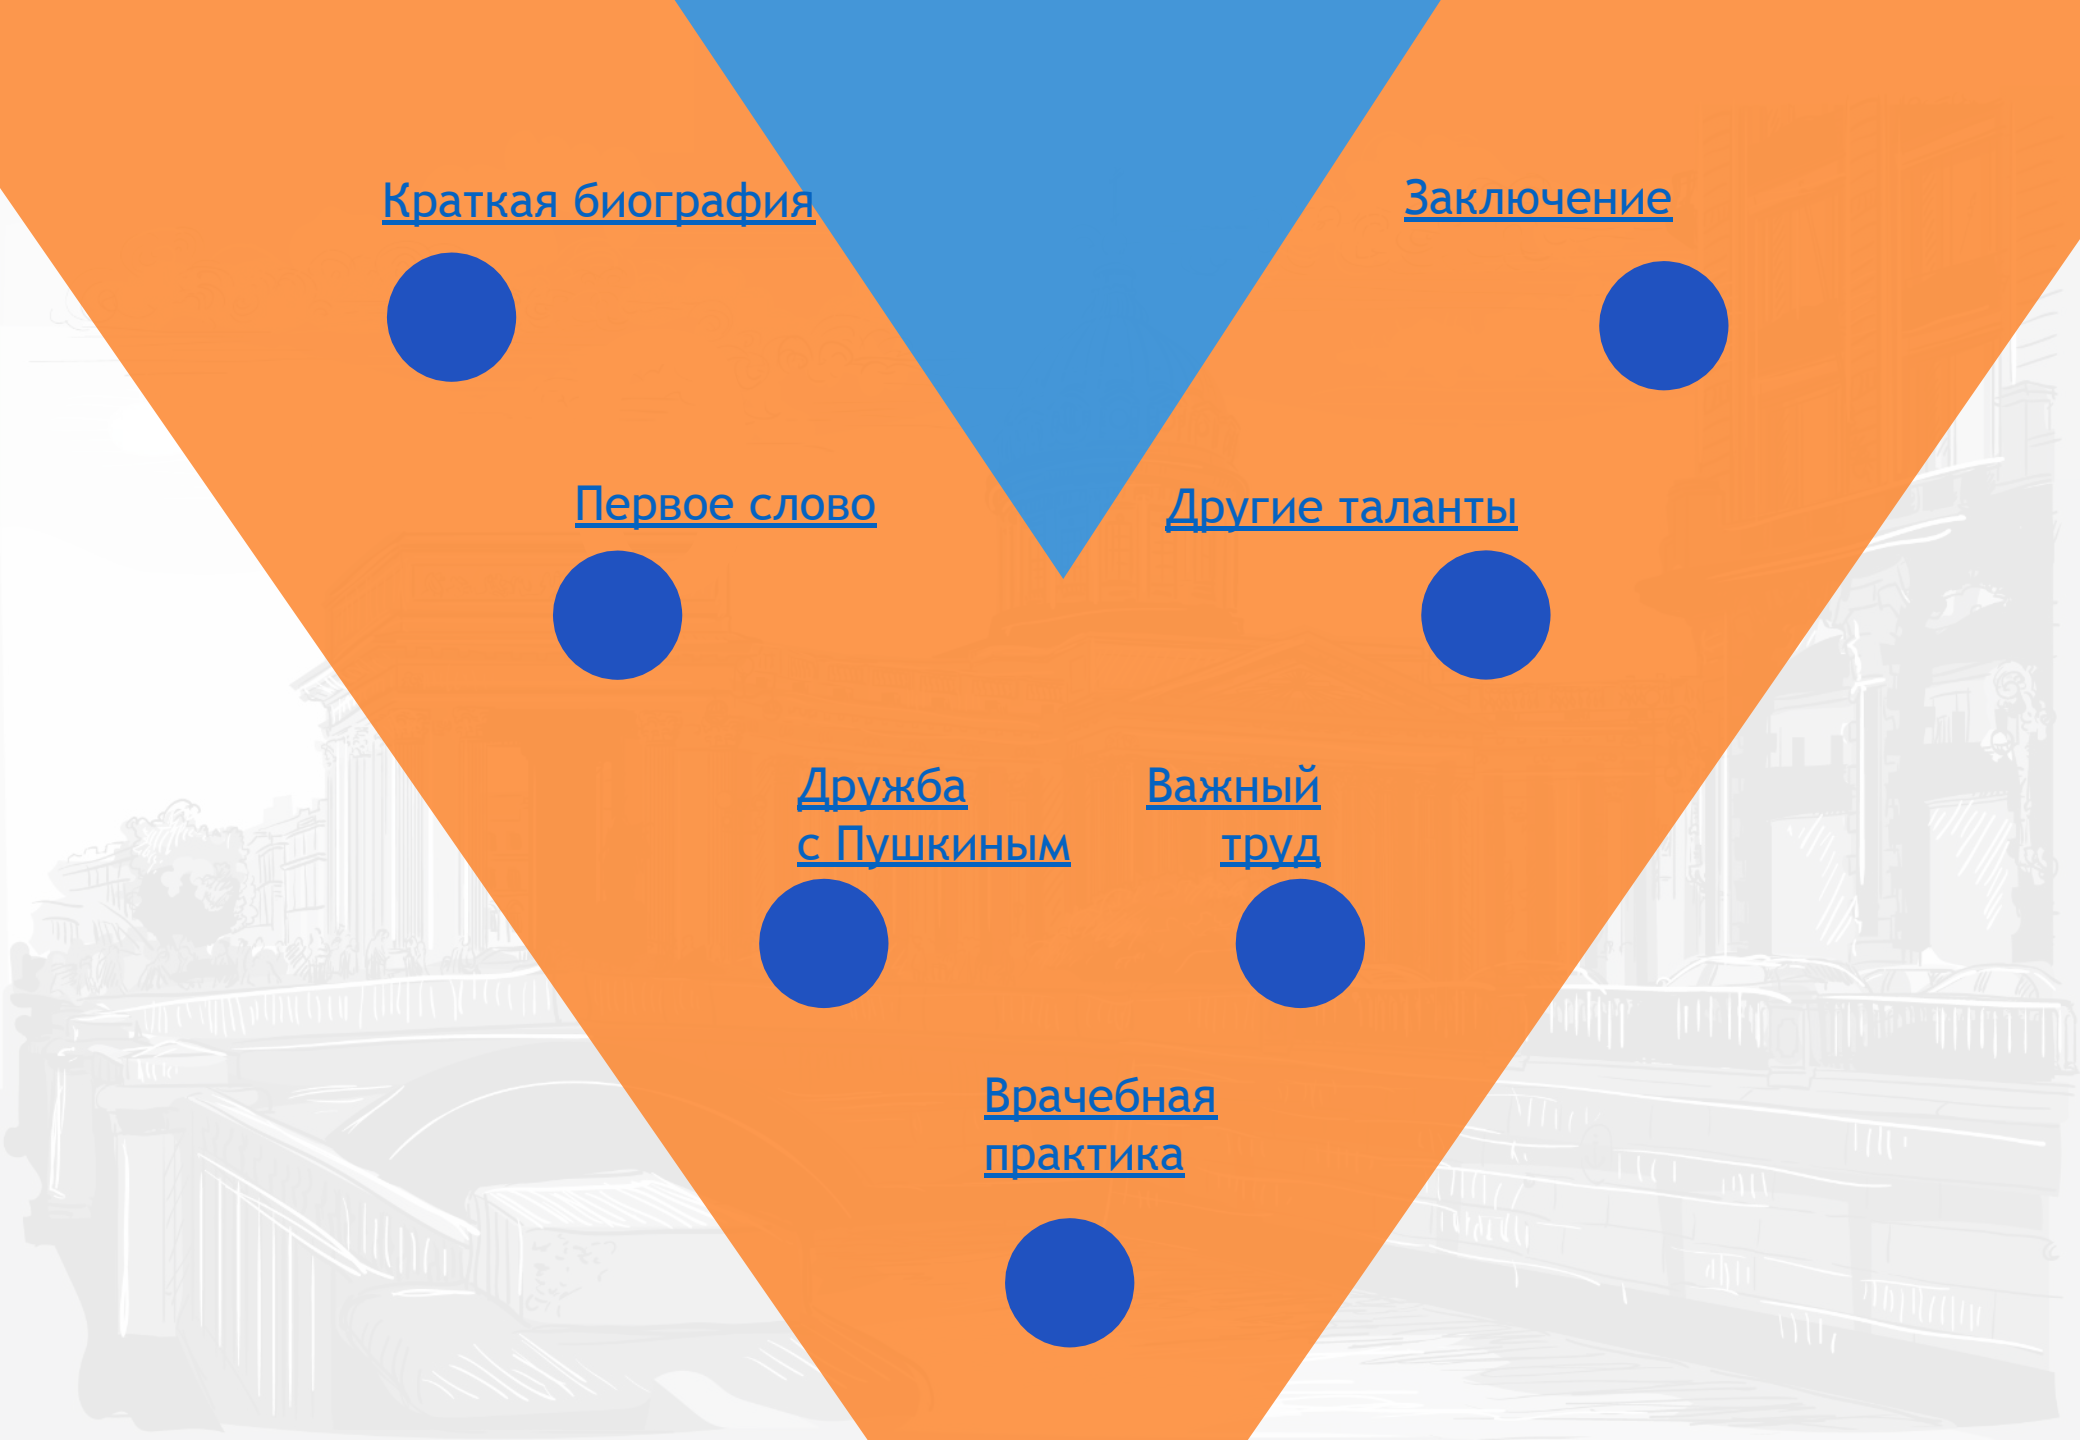 Краткая биография
Заключение
Первое слово
Другие таланты
Дружба
с Пушкиным
Важный
труд
Врачебная
практика